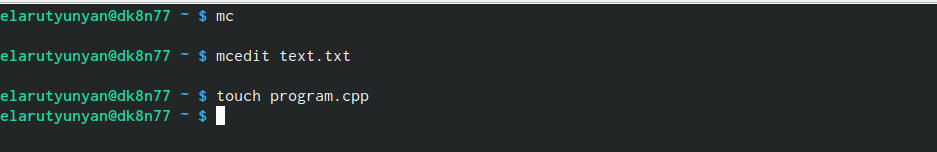 elarutyunyan@dk8n77 ~ $ mc
elarutyunyan@dk8n77 ~ $ mcedit text.txt
elarutyunyan@dk8n77 ~ $ touch program.cpp
elarutyunyan@dk8n77 ~ $